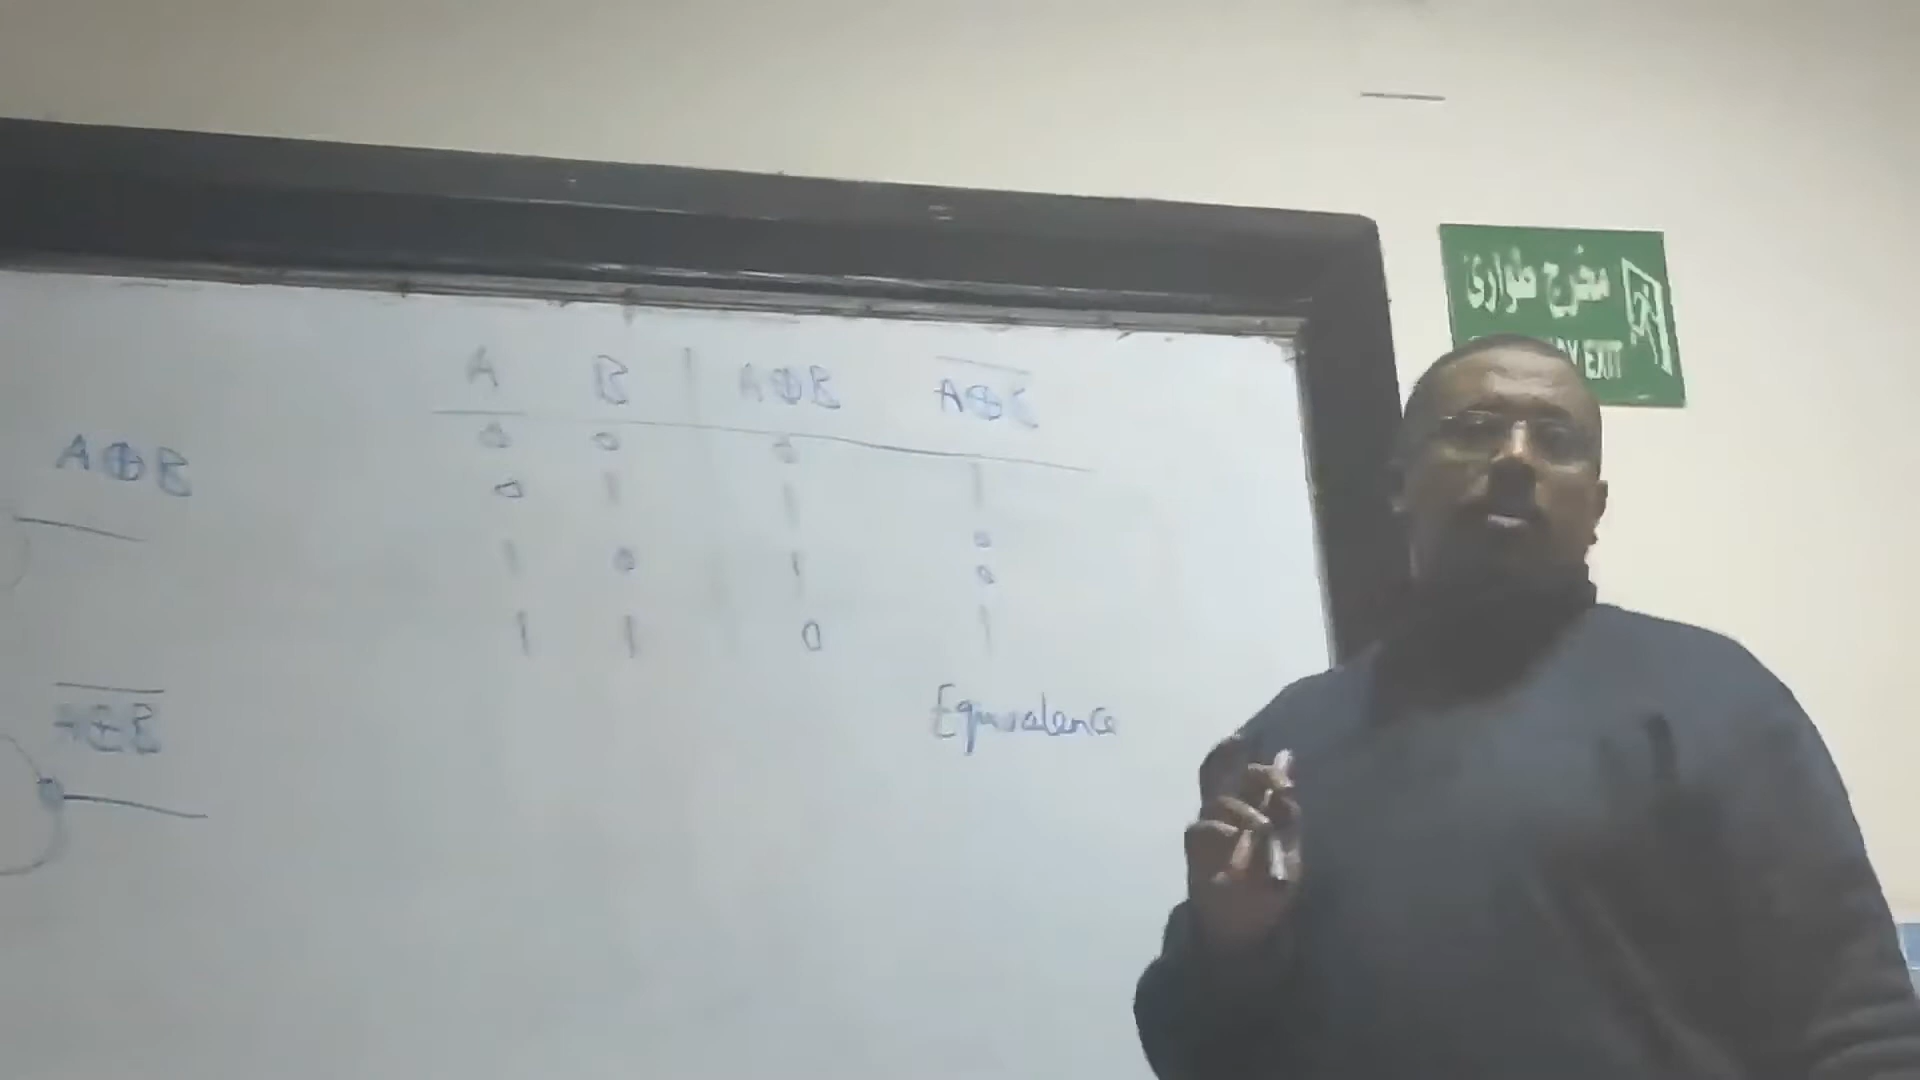 مخرج طوارئ
EXIT
A B | A⊕B A̅⊕̅B̅
0 0 0 1
0 1 1 0
1 0 1 0
1 1 0 1
Equivalence
A⊕B
A̅⊕̅B̅